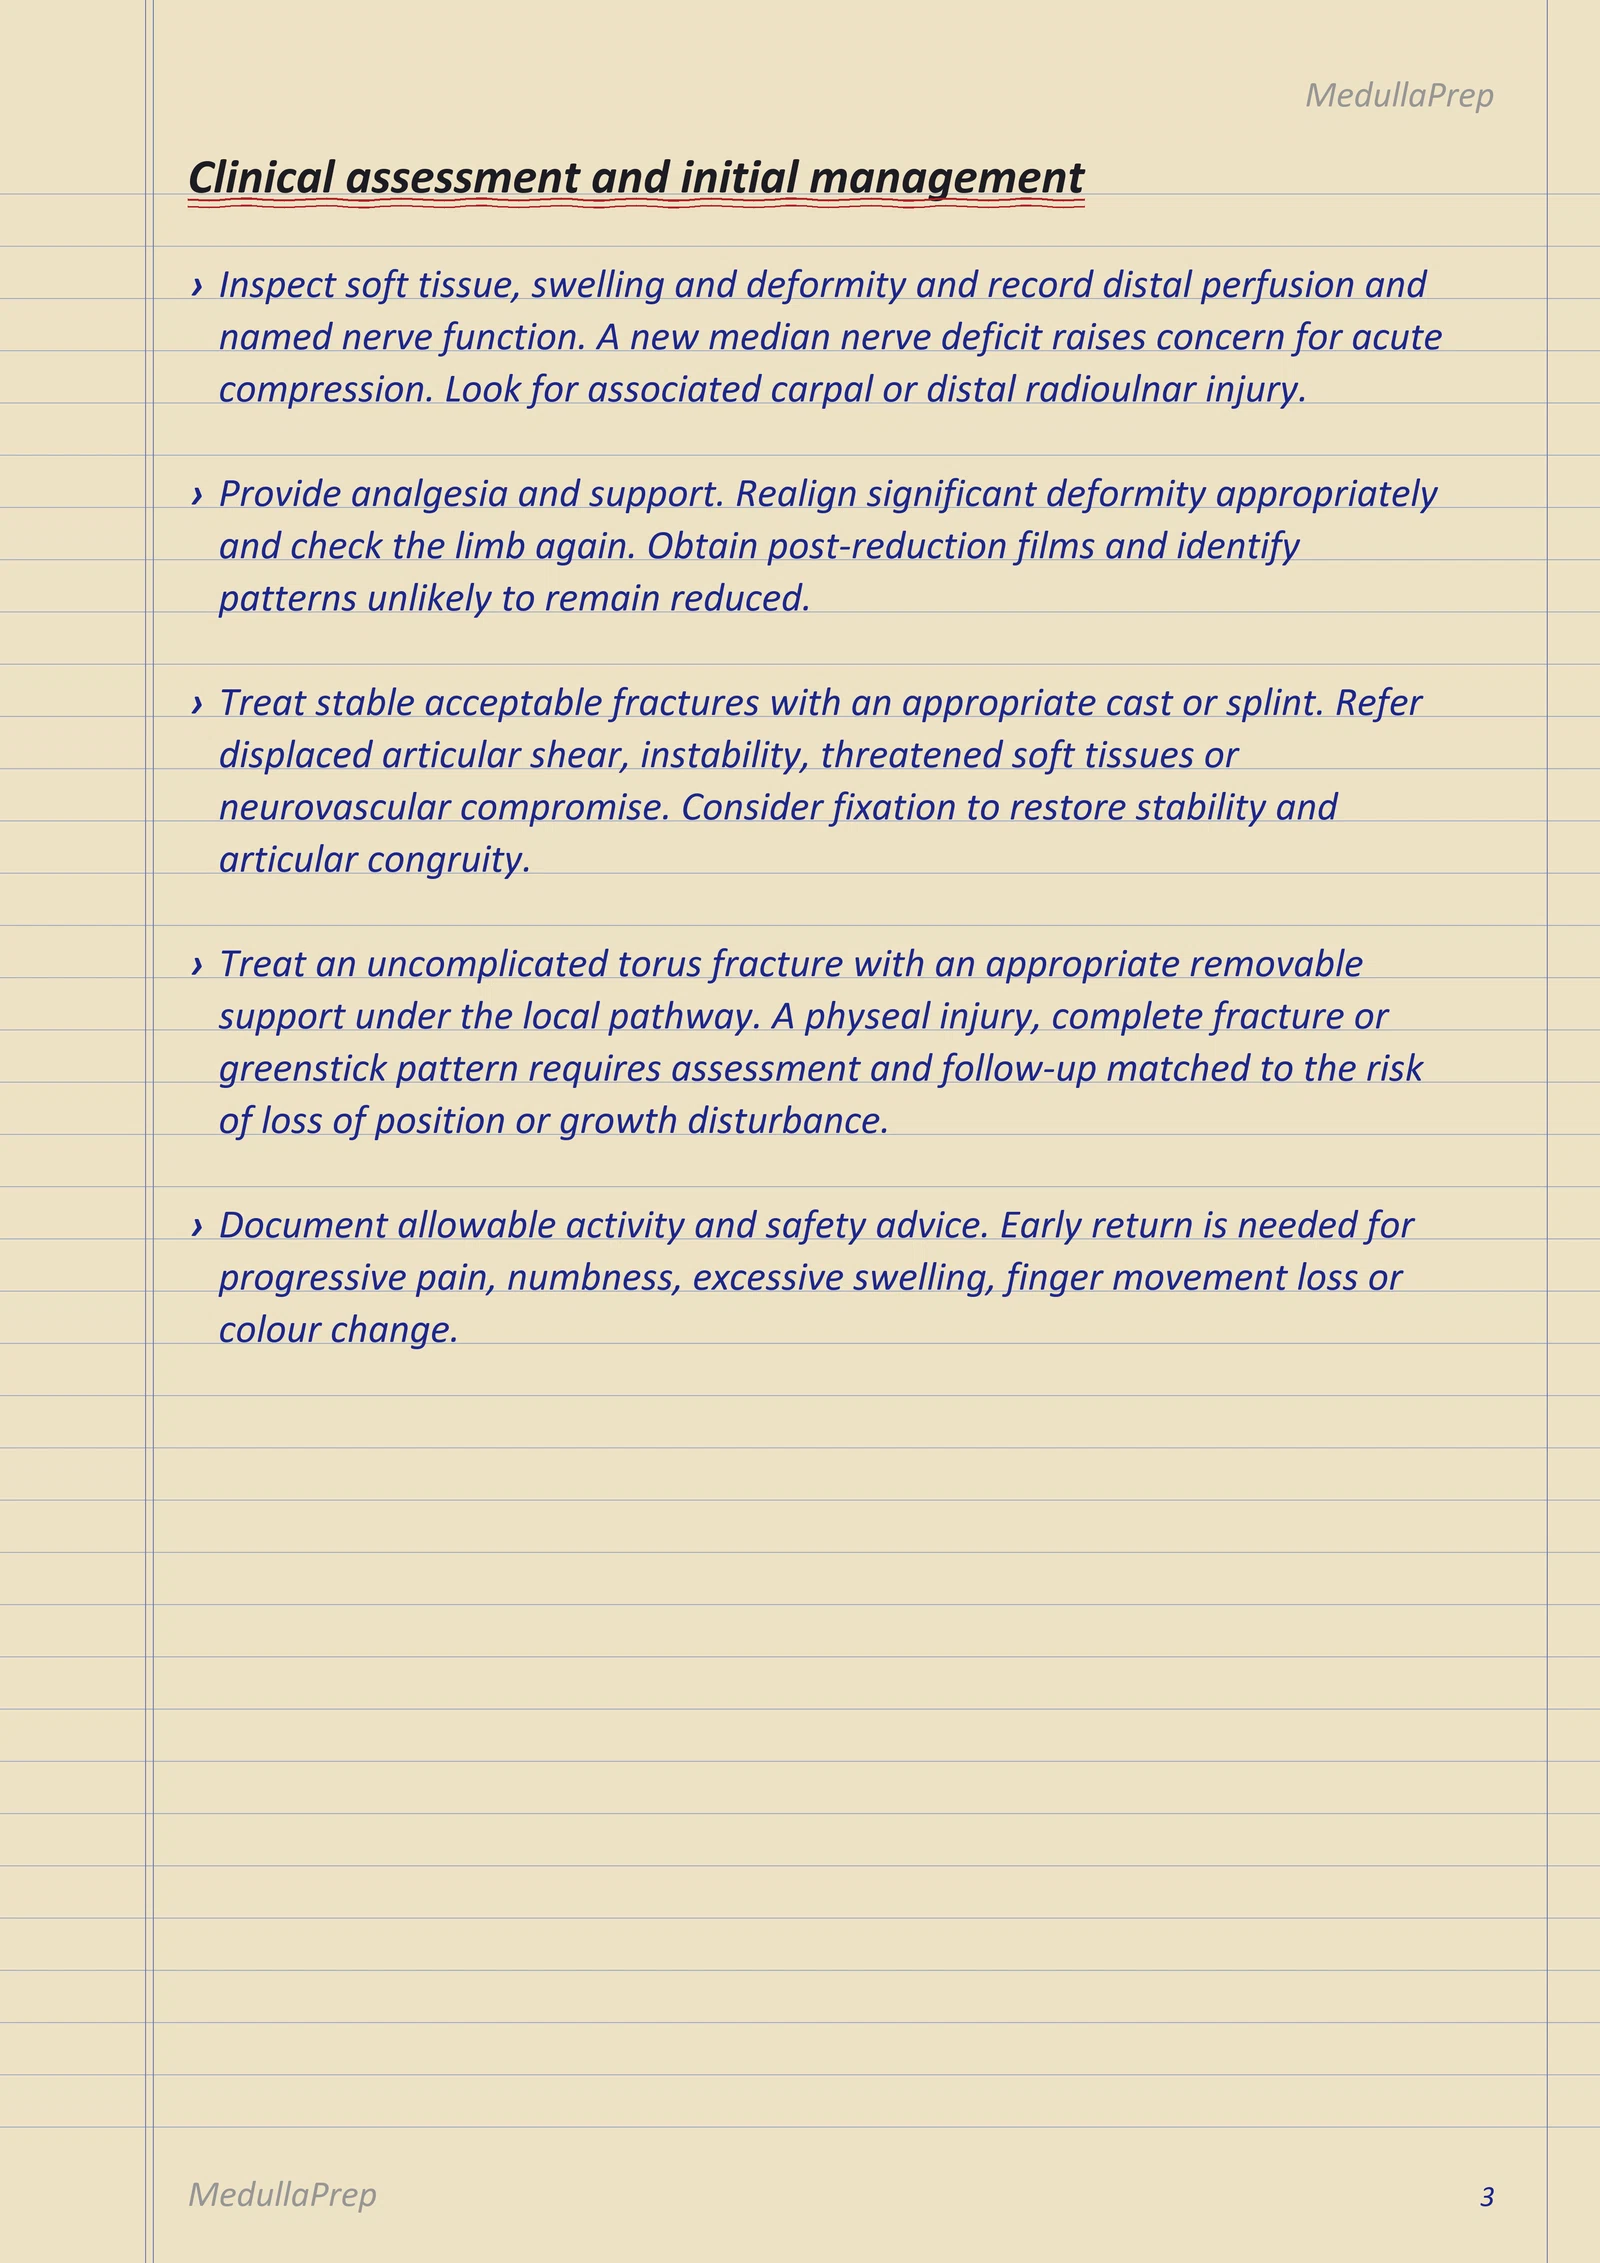 MedullaPrep
Clinical assessment and initial management
› Inspect soft tissue, swelling and deformity and record distal perfusion and
named nerve function. A new median nerve deficit raises concern for acute
compression. Look for associated carpal or distal radioulnar injury.
› Provide analgesia and support. Realign significant deformity appropriately
and check the limb again. Obtain post-reduction films and identify
patterns unlikely to remain reduced.
› Treat stable acceptable fractures with an appropriate cast or splint. Refer
displaced articular shear, instability, threatened soft tissues or
neurovascular compromise. Consider fixation to restore stability and
articular congruity.
› Treat an uncomplicated torus fracture with an appropriate removable
support under the local pathway. A physeal injury, complete fracture or
greenstick pattern requires assessment and follow-up matched to the risk
of loss of position or growth disturbance.
› Document allowable activity and safety advice. Early return is needed for
progressive pain, numbness, excessive swelling, finger movement loss or
colour change.
MedullaPrep
3